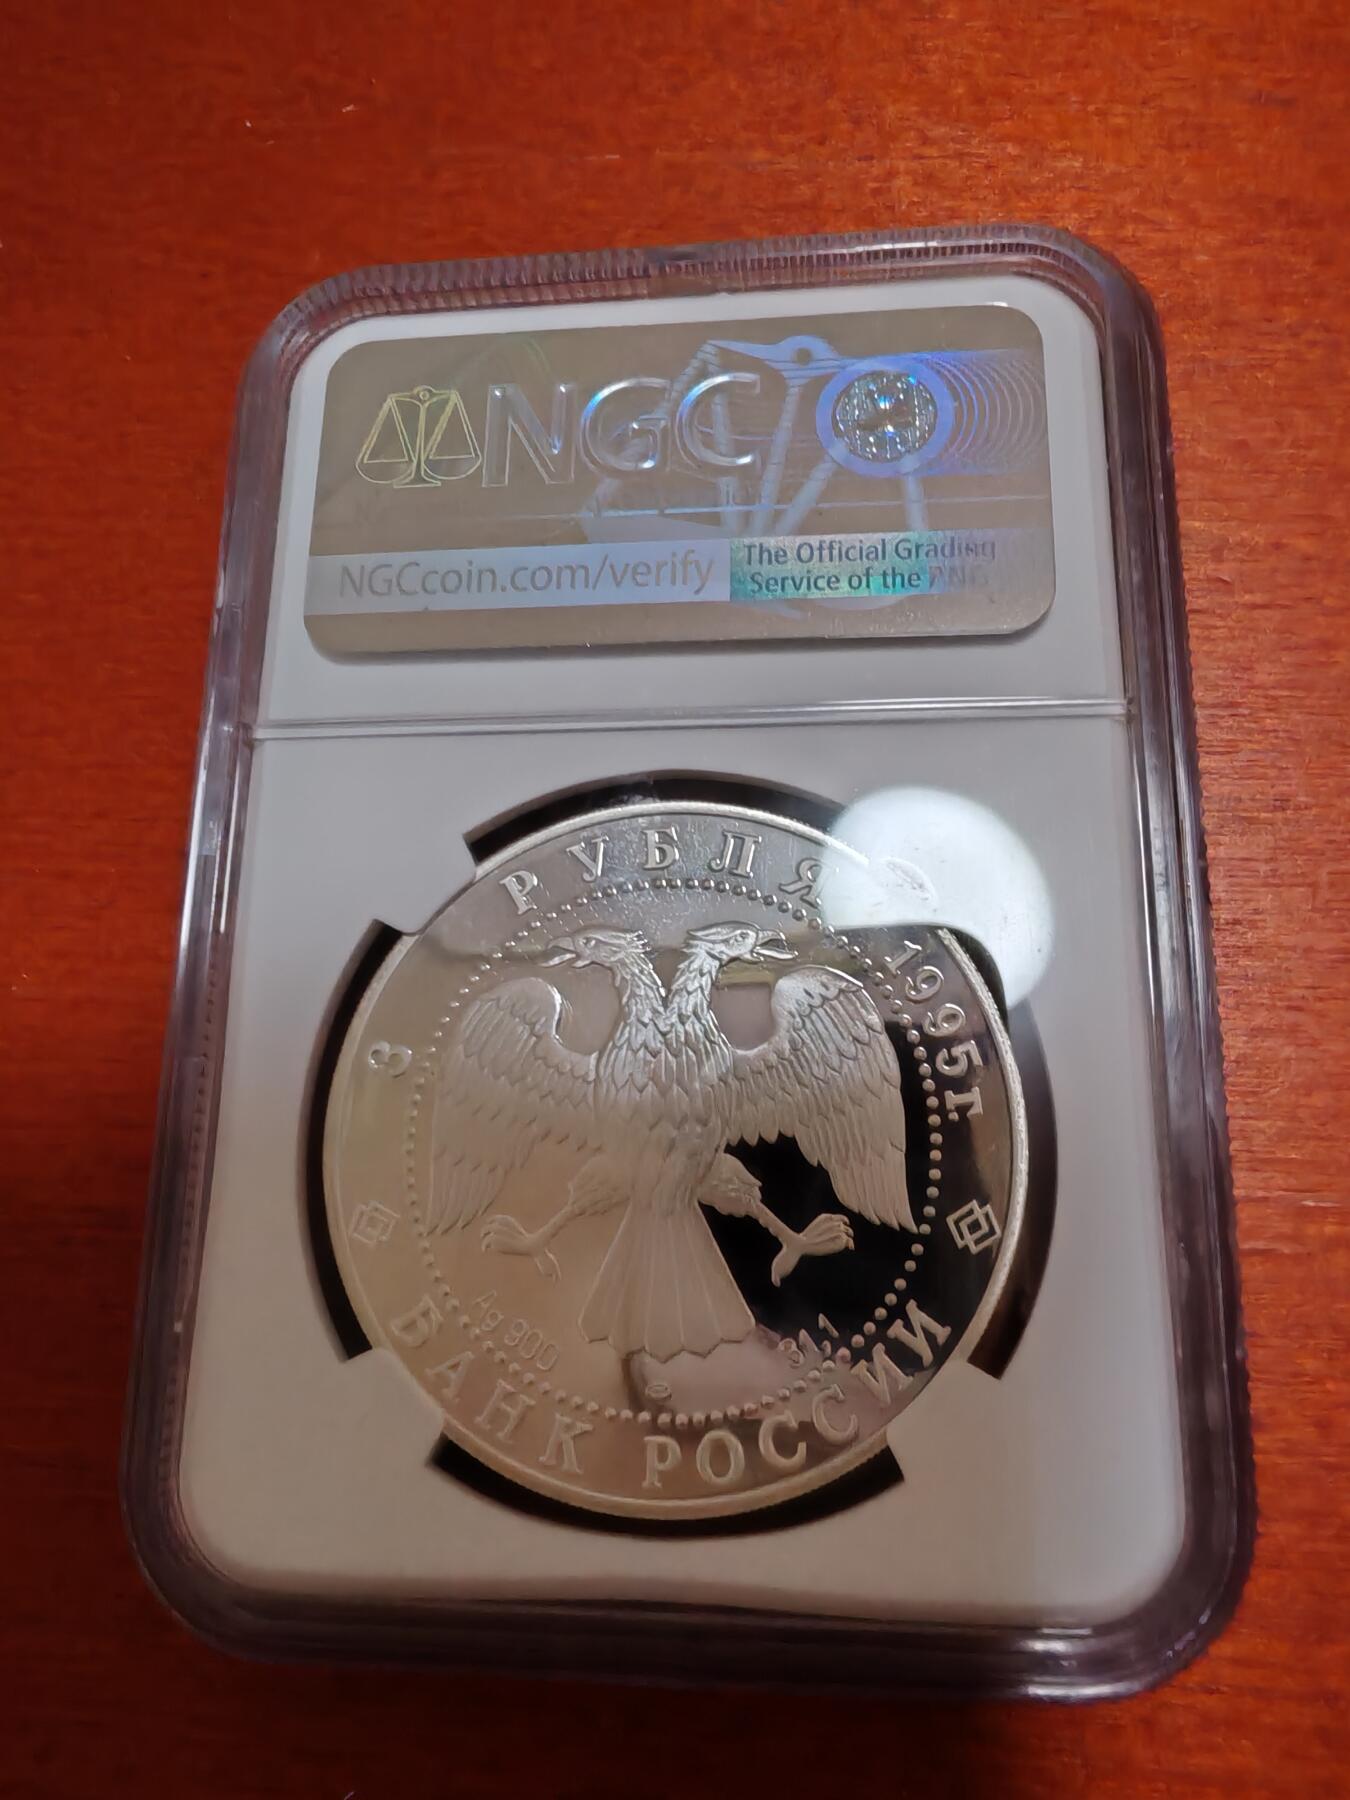 NGC
NGCcoin.com/verify
The Official Grading
Service of the ANA
3 РУБЛЯ 1995г.
Ag 900
31,1
БАНК РОССИИ